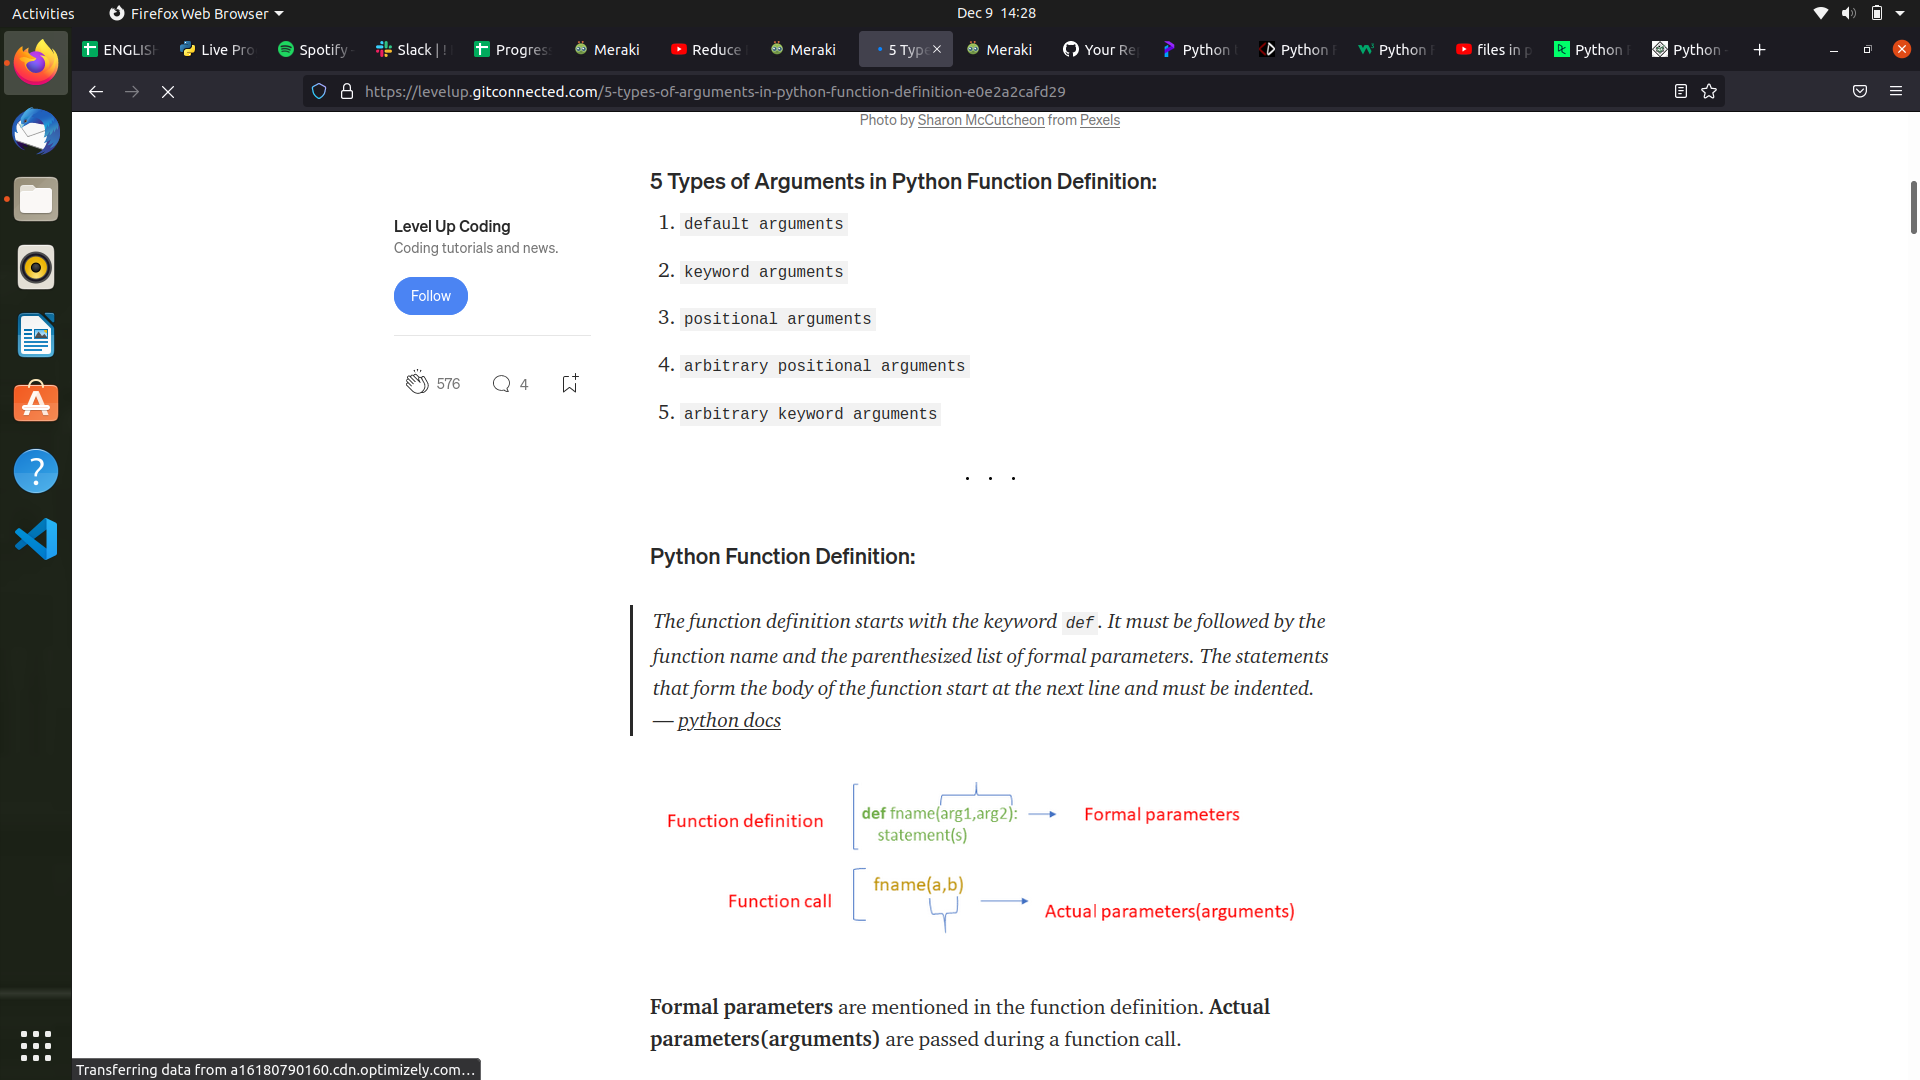 Activities
Firefox Web Browser
Dec 9 14:28
ENGLISH
Live Pro
Spotify
Slack | !
Progress
Meraki
Reduce
Meraki
5 Type
Meraki
Your Rep
Python
Python
Python
files in p
Python
Python
https://levelup.gitconnected.com/5-types-of-arguments-in-python-function-definition-e0e2a2cafd29
Photo by Sharon McCutcheon from Pexels
5 Types of Arguments in Python Function Definition:
1. default arguments
2. keyword arguments
3. positional arguments
4. arbitrary positional arguments
5. arbitrary keyword arguments
Level Up Coding
Coding tutorials and news.
Follow
576
4
. . .
Python Function Definition:
The function definition starts with the keyword def. It must be followed by the
function name and the parenthesized list of formal parameters. The statements
that form the body of the function start at the next line and must be indented.
— python docs
Function definition
def fname(arg1,arg2):
statement(s)
Formal parameters
Function call
fname(a,b)
Actual parameters(arguments)
Formal parameters are mentioned in the function definition. Actual
parameters(arguments) are passed during a function call.
Transferring data from a16180790160.cdn.optimizely.com…